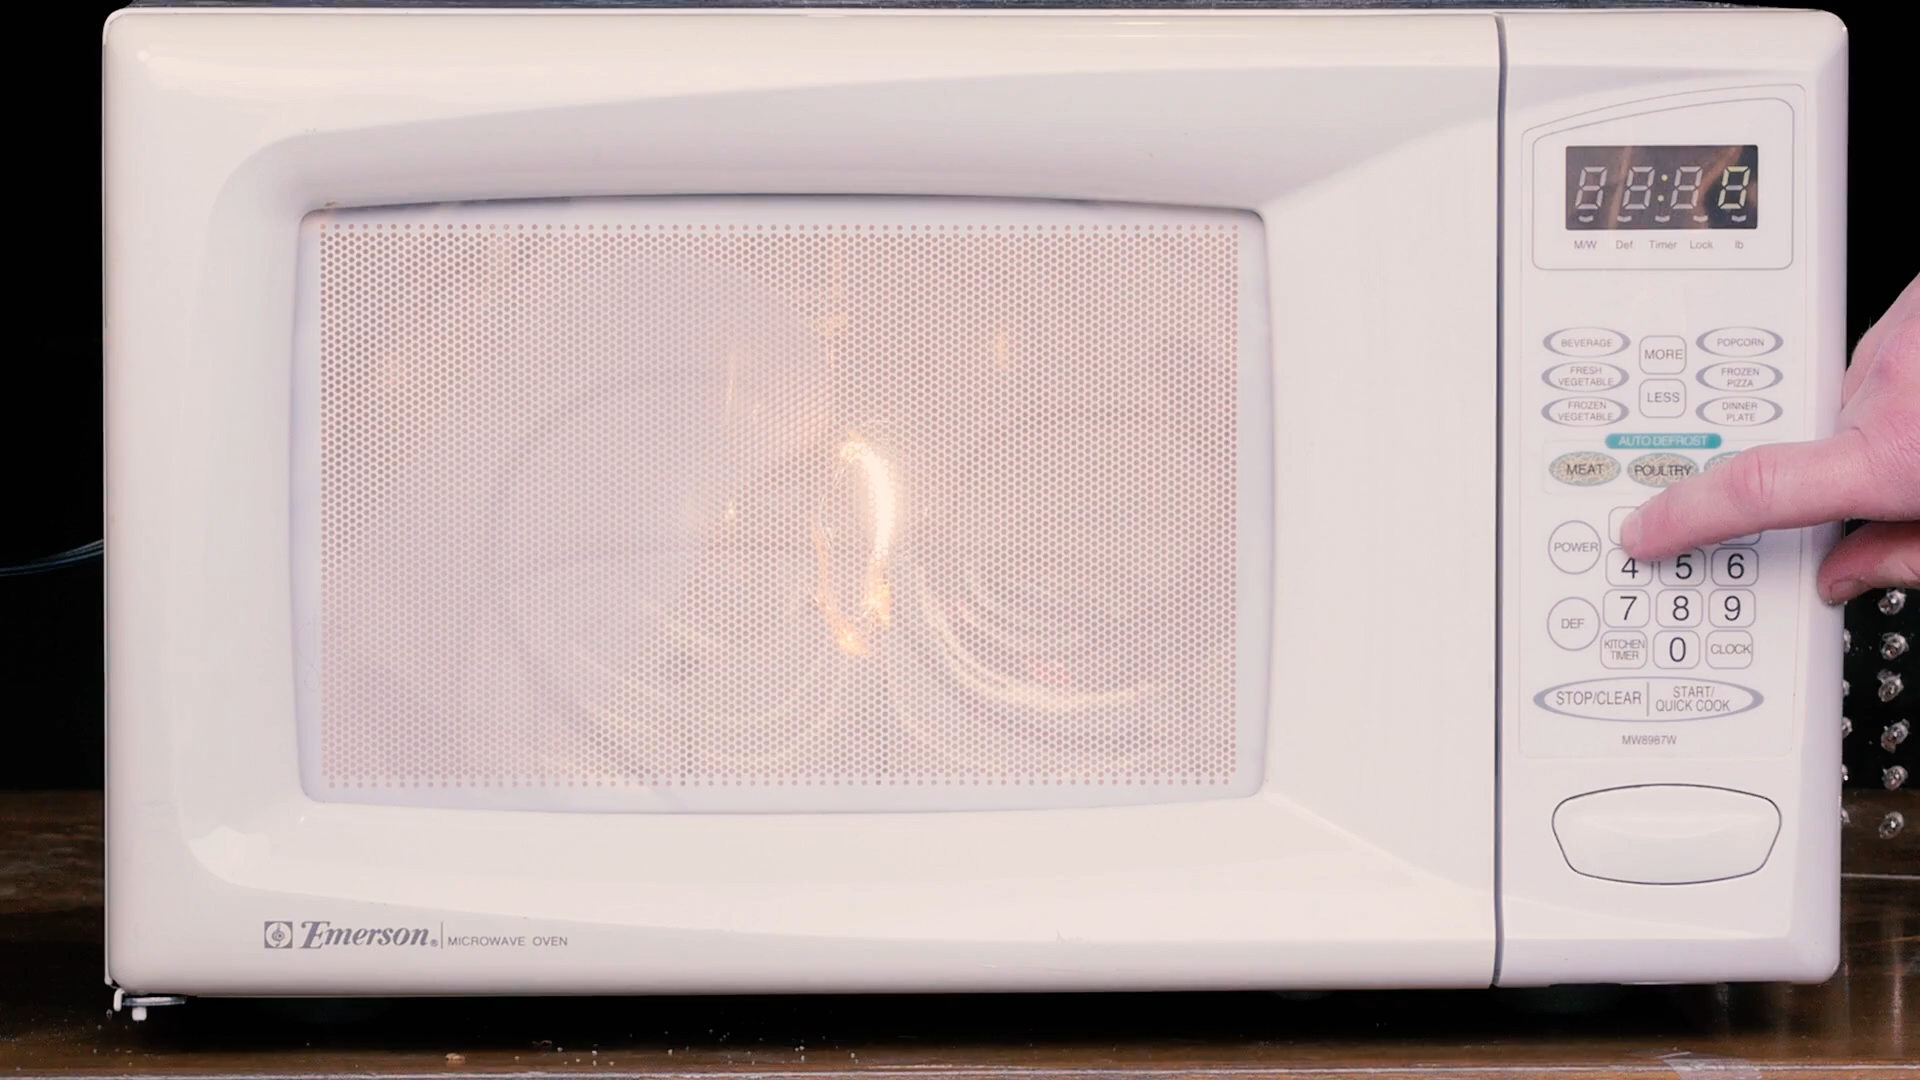 M/W Def. Timer Lock lb
BEVERAGE
MORE
POPCORN
FRESH
VEGETABLE
FROZEN
PIZZA
LESS
FROZEN
VEGETABLE
DINNER
PLATE
AUTO DEFROST
MEAT POULTRY
POWER
4 5 6
7 8 9
DEF
KITCHEN
TIMER
0
CLOCK
STOP/CLEAR
START/
QUICK COOK
MW8987W
Emerson® MICROWAVE OVEN